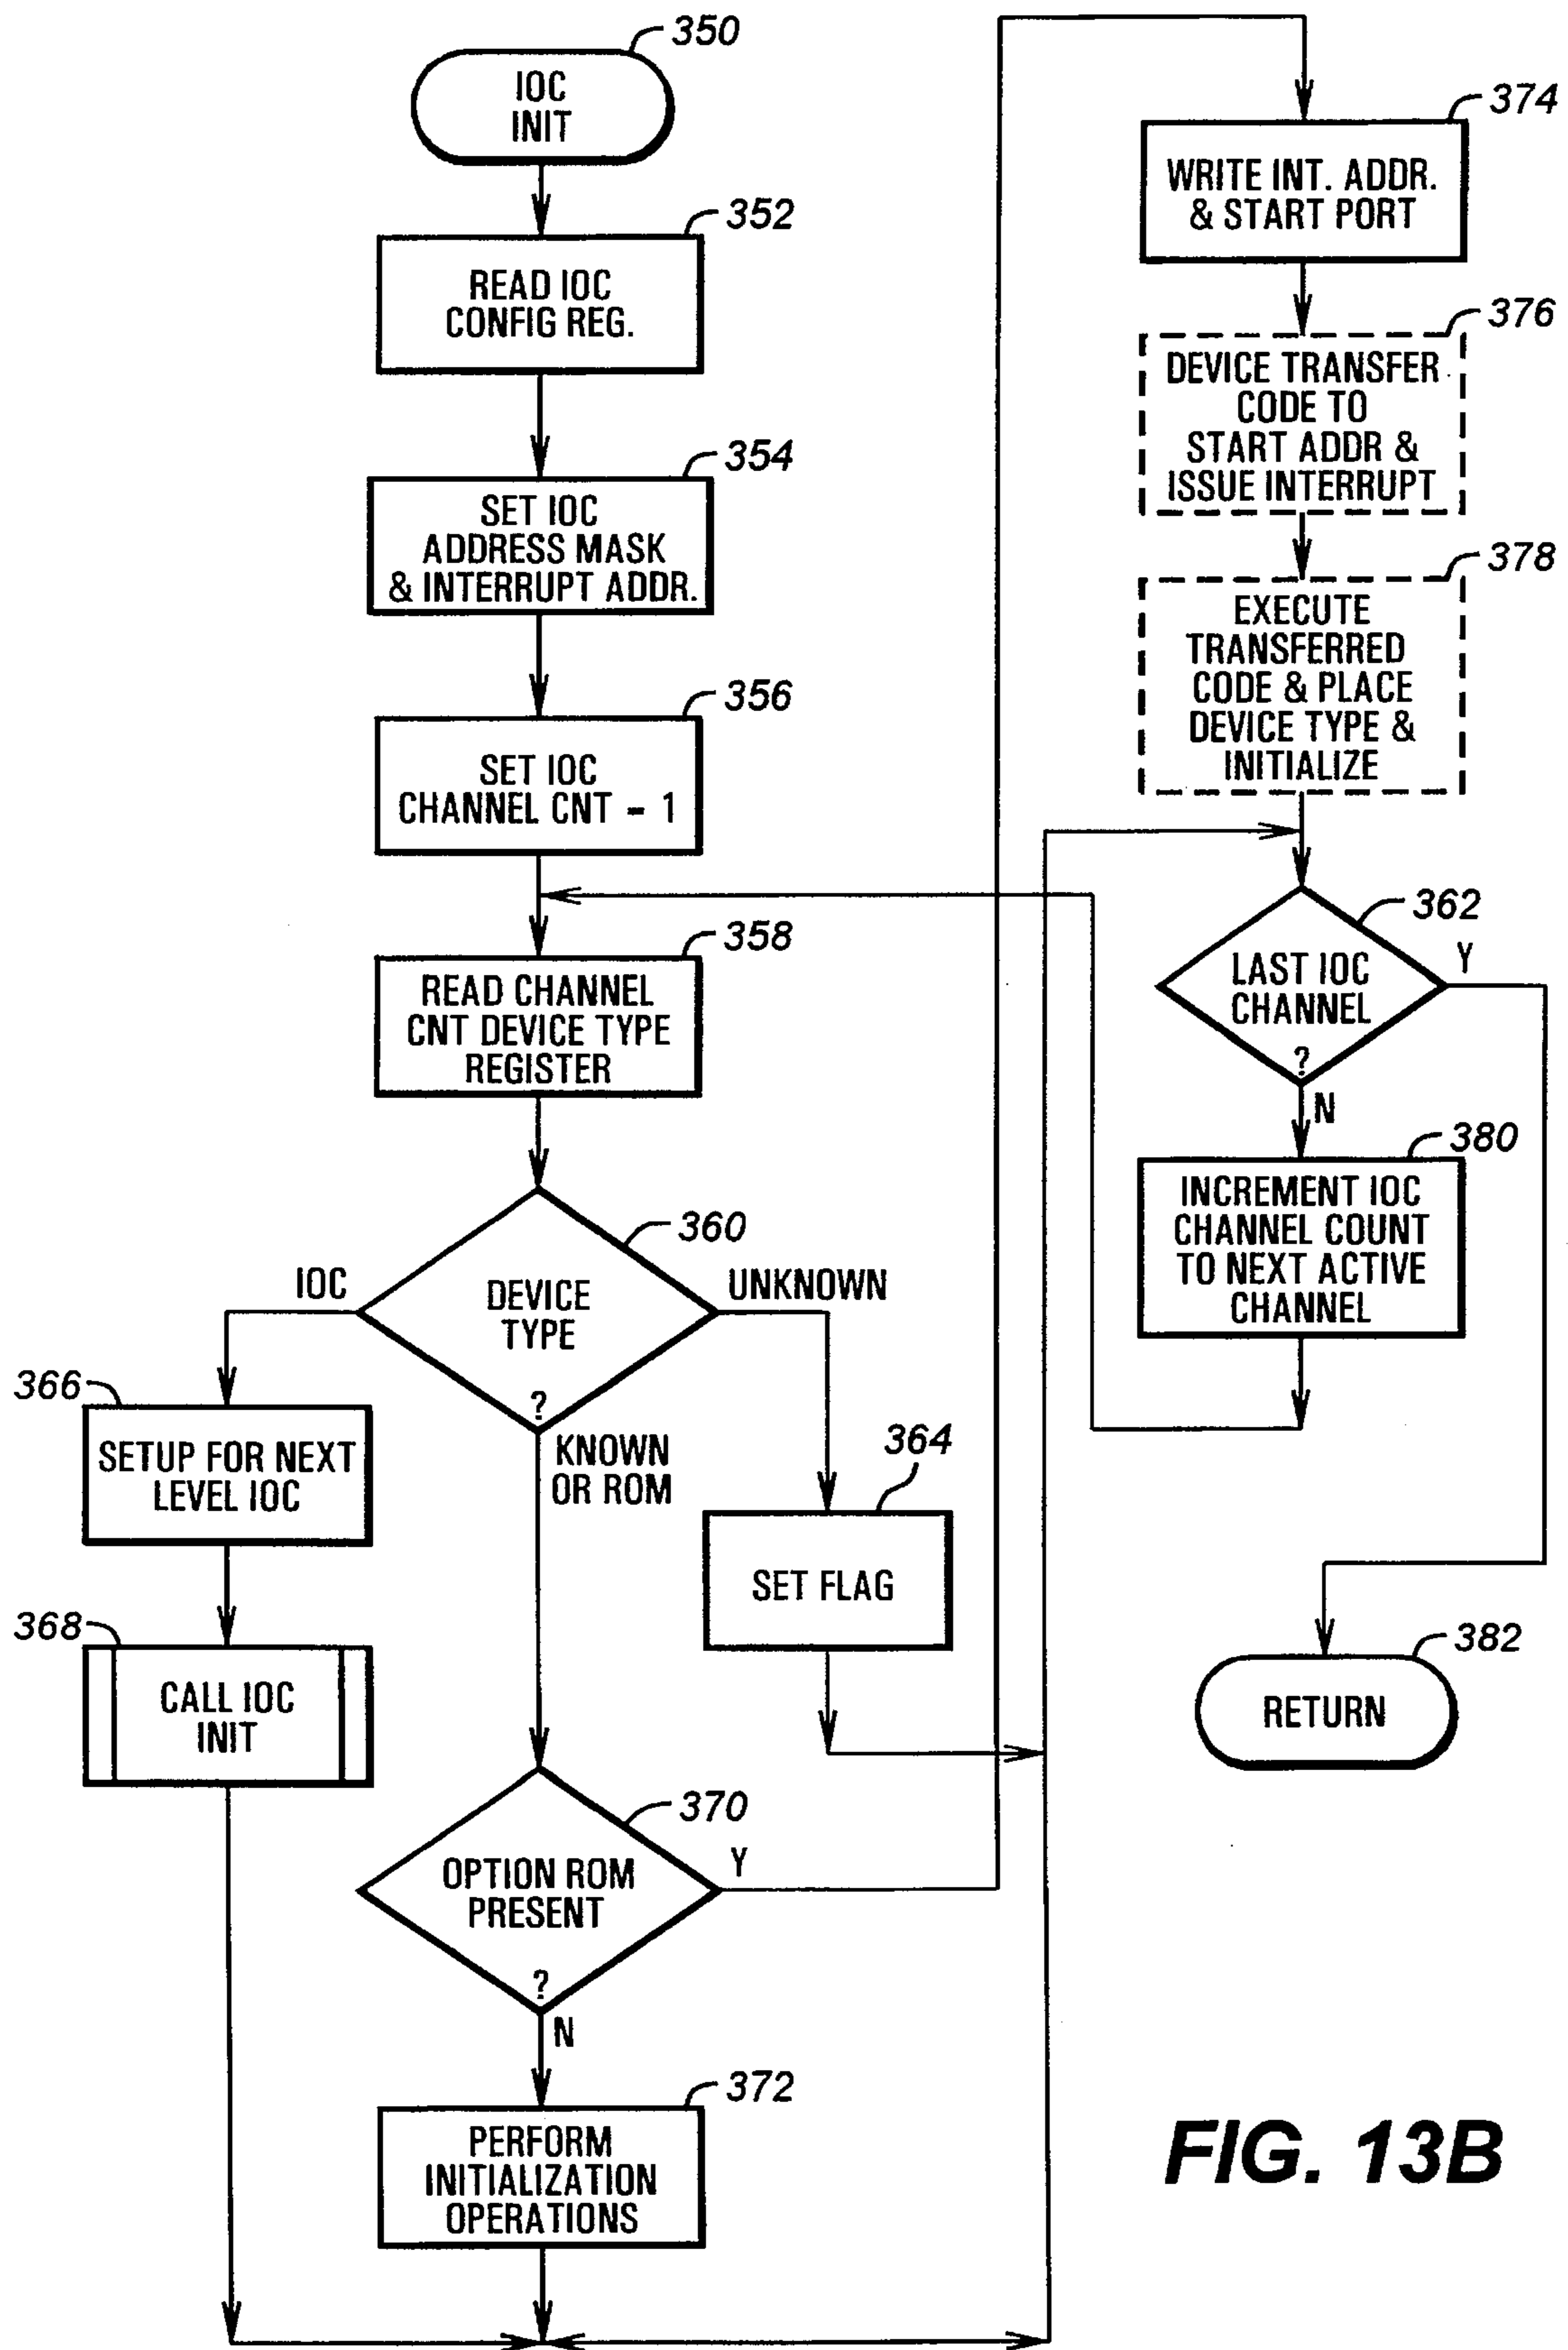 350
IOC
INIT
352
READ IOC
CONFIG REG.
354
SET IOC
ADDRESS MASK
& INTERRUPT ADDR.
356
SET IOC
CHANNEL CNT = 1
358
READ CHANNEL
CNT DEVICE TYPE
REGISTER
360
IOC
DEVICE
TYPE
?
UNKNOWN
KNOWN
OR ROM
366
SETUP FOR NEXT
LEVEL IOC
364
SET FLAG
368
CALL IOC
INIT
370
OPTION ROM
PRESENT
?
Y
N
372
PERFORM
INITIALIZATION
OPERATIONS
374
WRITE INT. ADDR.
& START PORT
376
DEVICE TRANSFER
CODE TO
START ADDR &
ISSUE INTERRUPT
378
EXECUTE
TRANSFERRED
CODE & PLACE
DEVICE TYPE &
INITIALIZE
362
LAST IOC
CHANNEL
?
Y
N
380
INCREMENT IOC
CHANNEL COUNT
TO NEXT ACTIVE
CHANNEL
382
RETURN
FIG. 13B